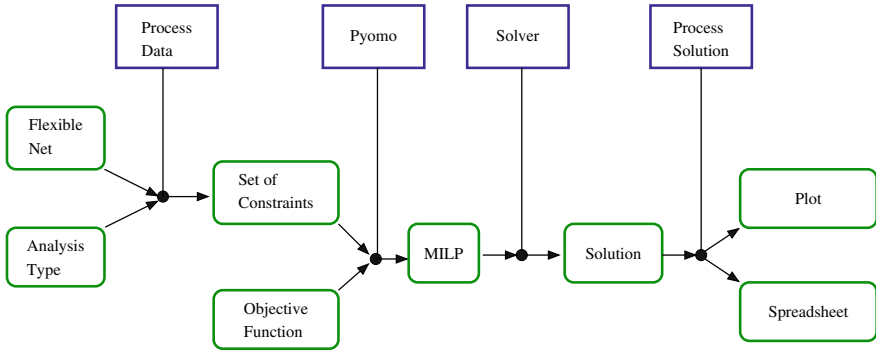 Process
Data
Pyomo
Solver
Process
Solution
Flexible
Net
Set of
Constraints
Plot
Analysis
Type
MILP
Solution
Objective
Function
Spreadsheet